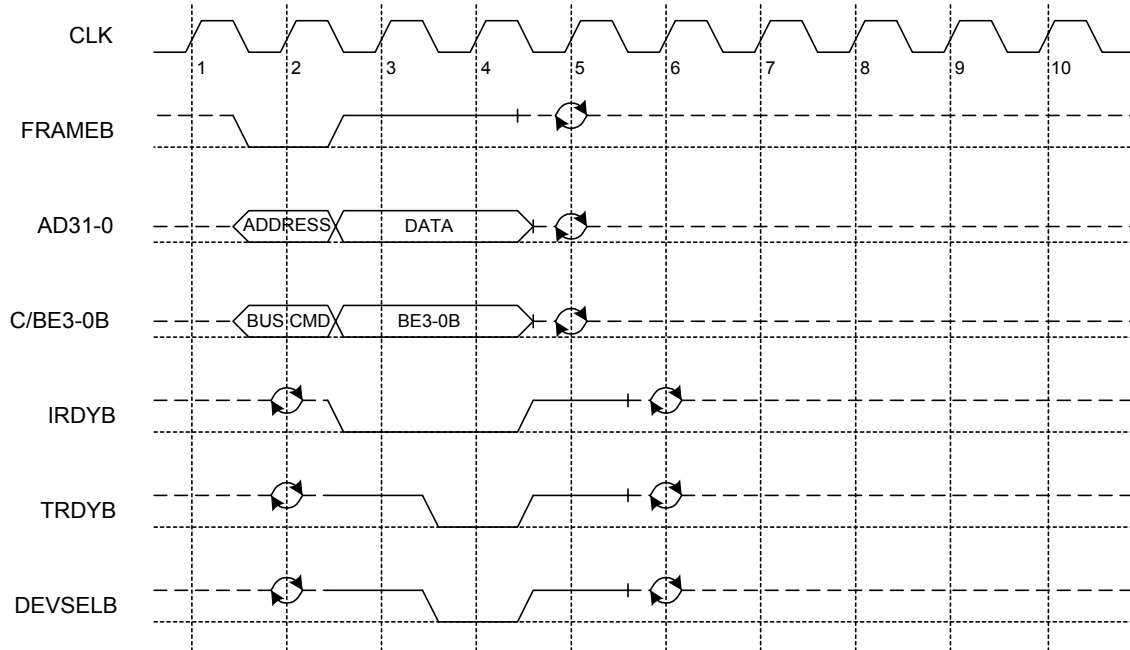 CLK
1 2 3 4 5 6 7 8 9 10
FRAMEB
AD31-0 ADDRESS DATA
C/BE3-0B BUS CMD BE3-0B
IRDYB
TRDYB
DEVSELB